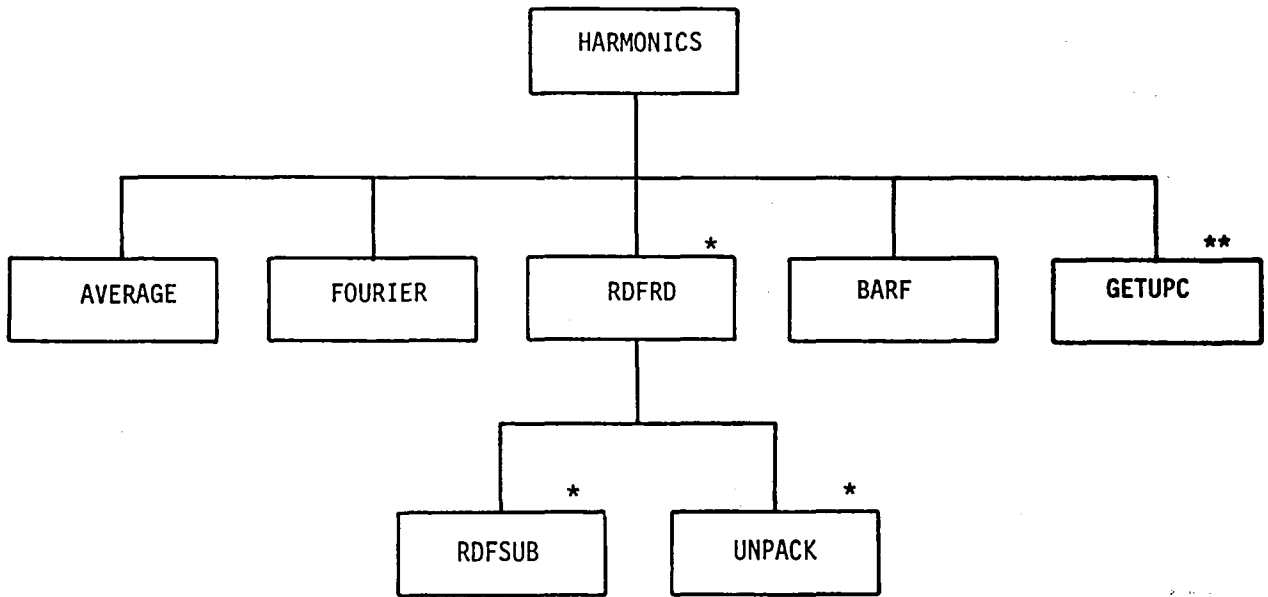 HARMONICS
*
**
AVERAGE
FOURIER
RDFRD
BARF
GETUPC
*
*
RDFSUB
UNPACK